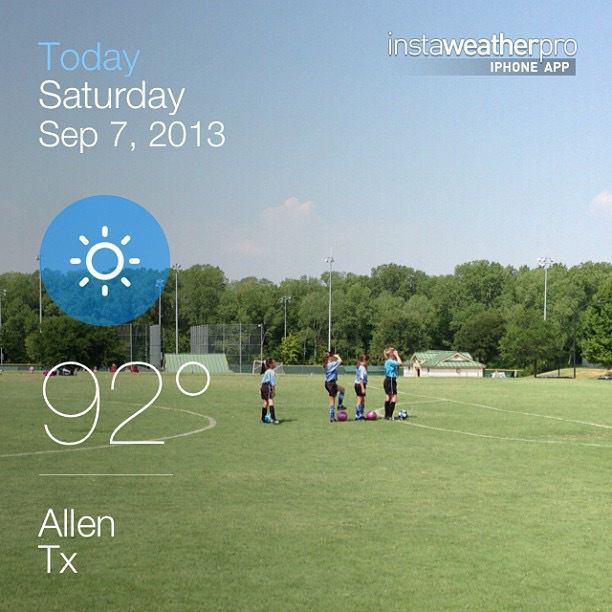 Today
Saturday
Sep 7, 2013
instaweatherpro
IPHONE APP
92°
Allen
Tx